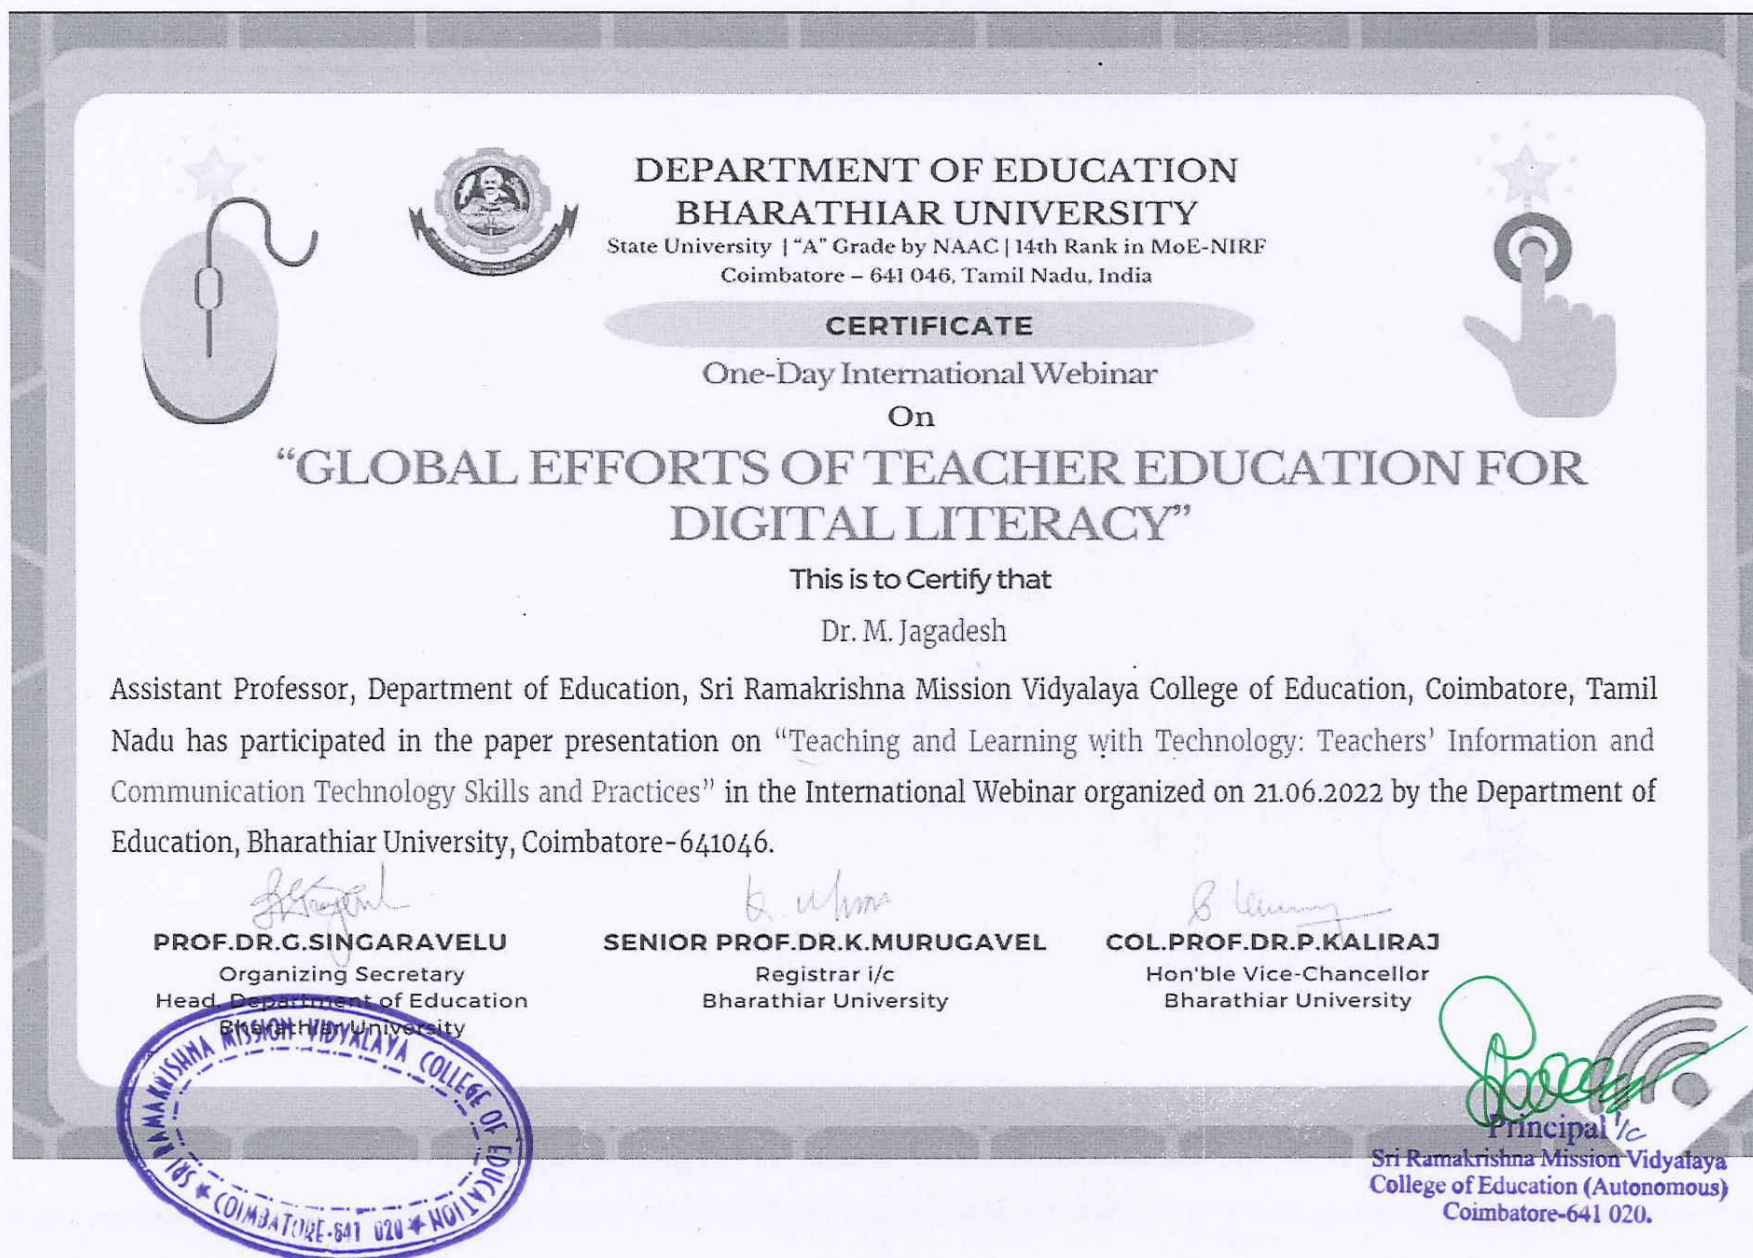 DEPARTMENT OF EDUCATION
BHARATHIAR UNIVERSITY
State University | "A" Grade by NAAC | 14th Rank in MoE-NIRF
Coimbatore – 641 046, Tamil Nadu, India
CERTIFICATE
One-Day International Webinar
On
“GLOBAL EFFORTS OF TEACHER EDUCATION FOR
DIGITAL LITERACY”
This is to Certify that
Dr. M. Jagadesh
Assistant Professor, Department of Education, Sri Ramakrishna Mission Vidyalaya College of Education, Coimbatore, Tamil
Nadu has participated in the paper presentation on “Teaching and Learning with Technology: Teachers' Information and
Communication Technology Skills and Practices” in the International Webinar organized on 21.06.2022 by the Department of
Education, Bharathiar University, Coimbatore-641046.
PROF.DR.G.SINGARAVELU
Organizing Secretary
Head, Department of Education
Bharathiar University
SENIOR PROF.DR.K.MURUGAVEL
Registrar i/c
Bharathiar University
COL.PROF.DR.P.KALIRAJ
Hon'ble Vice-Chancellor
Bharathiar University
SRI RAMAKRISHNA MISSION VIDYALAYA COLLEGE OF EDUCATION
COIMBATORE-641 020
Principal i/c
Sri Ramakrishna Mission Vidyalaya
College of Education (Autonomous)
Coimbatore-641 020.